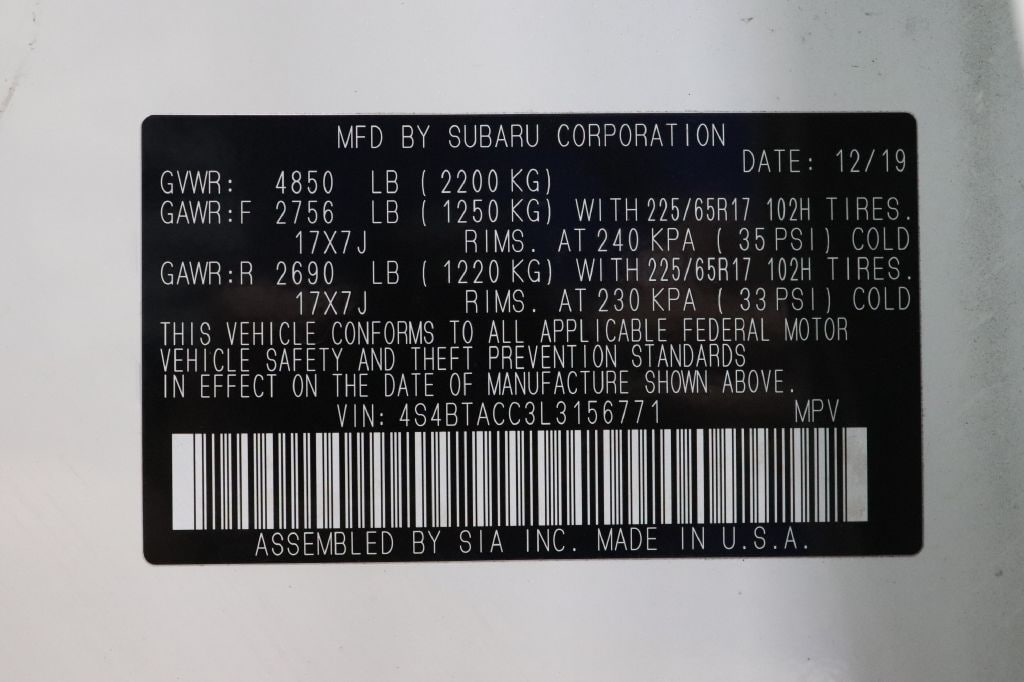 MFD BY SUBARU CORPORATION
DATE: 12/19
GVWR: 4850 LB ( 2200 KG)
GAWR:F 2756 LB ( 1250 KG) WITH 225/65R17 102H TIRES.
17X7J RIMS. AT 240 KPA ( 35 PSI) COLD
GAWR:R 2690 LB ( 1220 KG) WITH 225/65R17 102H TIRES.
17X7J RIMS. AT 230 KPA ( 33 PSI) COLD
THIS VEHICLE CONFORMS TO ALL APPLICABLE FEDERAL MOTOR
VEHICLE SAFETY AND THEFT PREVENTION STANDARDS
IN EFFECT ON THE DATE OF MANUFACTURE SHOWN ABOVE.
VIN: 4S4BTACC3L3156771 MPV
ASSEMBLED BY SIA INC. MADE IN U.S.A.